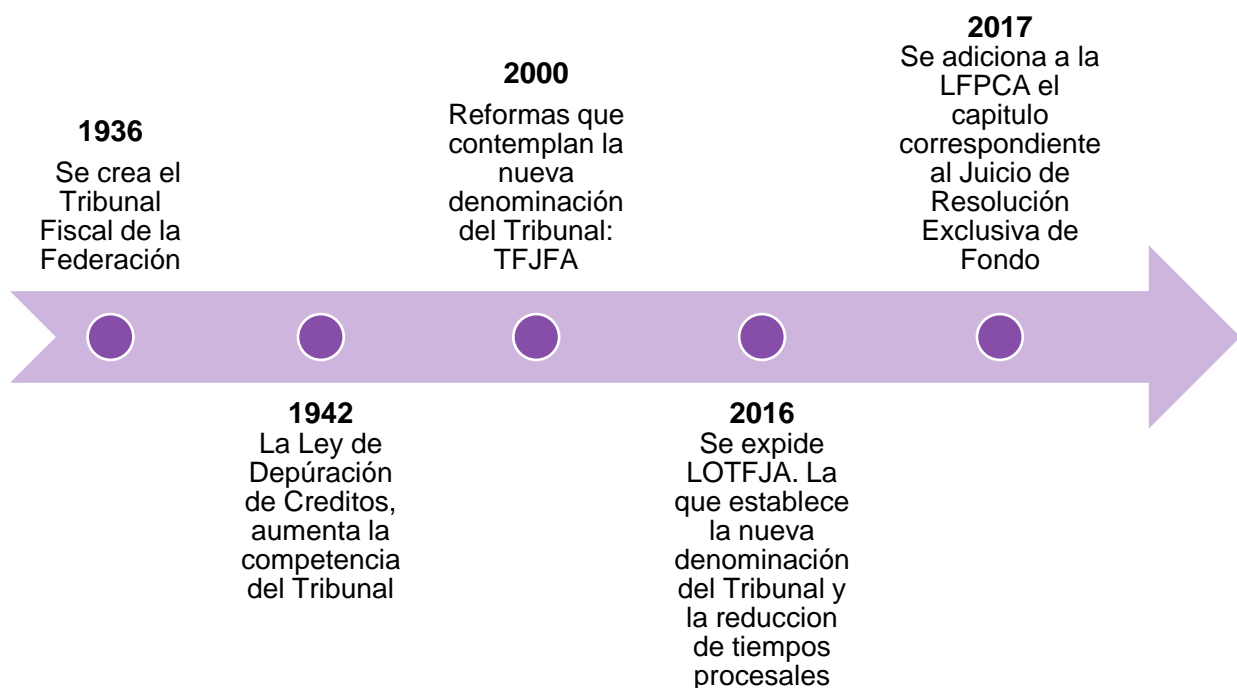 1936
Se crea el
Tribunal
Fiscal de la
Federación
1942
La Ley de
Depúración
de Creditos,
aumenta la
competencia
del Tribunal
2000
Reformas que
contemplan la
nueva
denominación
del Tribunal:
TFJFA
2016
Se expide
LOTFJA. La
que establece
la nueva
denominación
del Tribunal y
la reduccion
de tiempos
procesales
2017
Se adiciona a la
LFPCA el
capitulo
correspondiente
al Juicio de
Resolución
Exclusiva de
Fondo